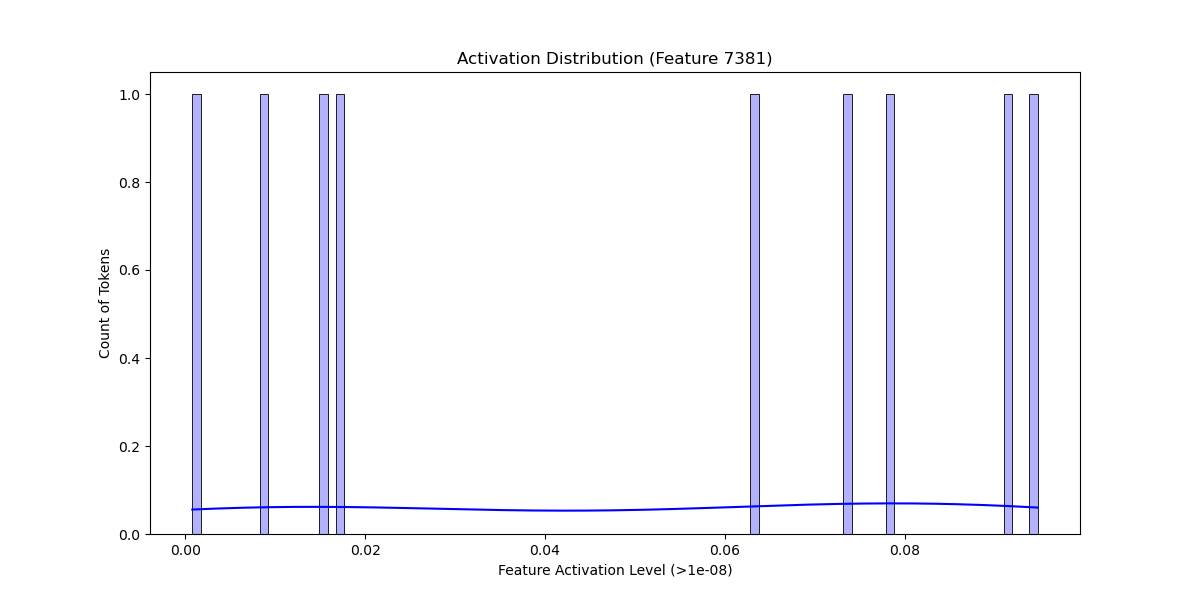 Activation Distribution (Feature 7381)
1.0
0.8
0.6
0.4
0.2
0.0
Count of Tokens
0.00 0.02 0.04 0.06 0.08
Feature Activation Level (>1e-08)